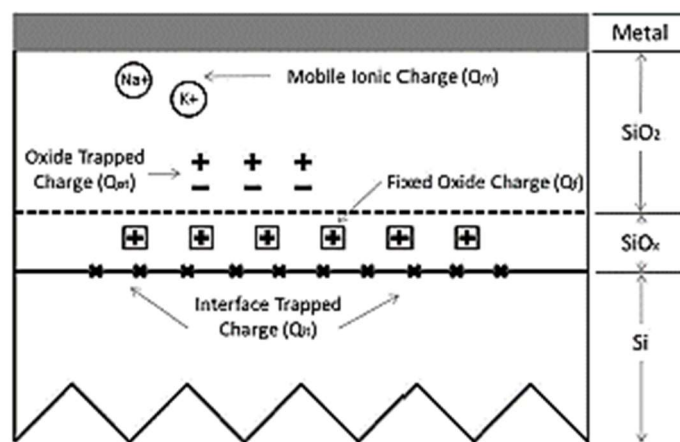 Metal
Na+
K+
Mobile Ionic Charge (Qm)
SiO2
Oxide Trapped
Charge (Qot)
+ + +
− − −
Fixed Oxide Charge (Qf)
+ + + + + +
SiOx
Interface Trapped
Charge (Qit)
Si